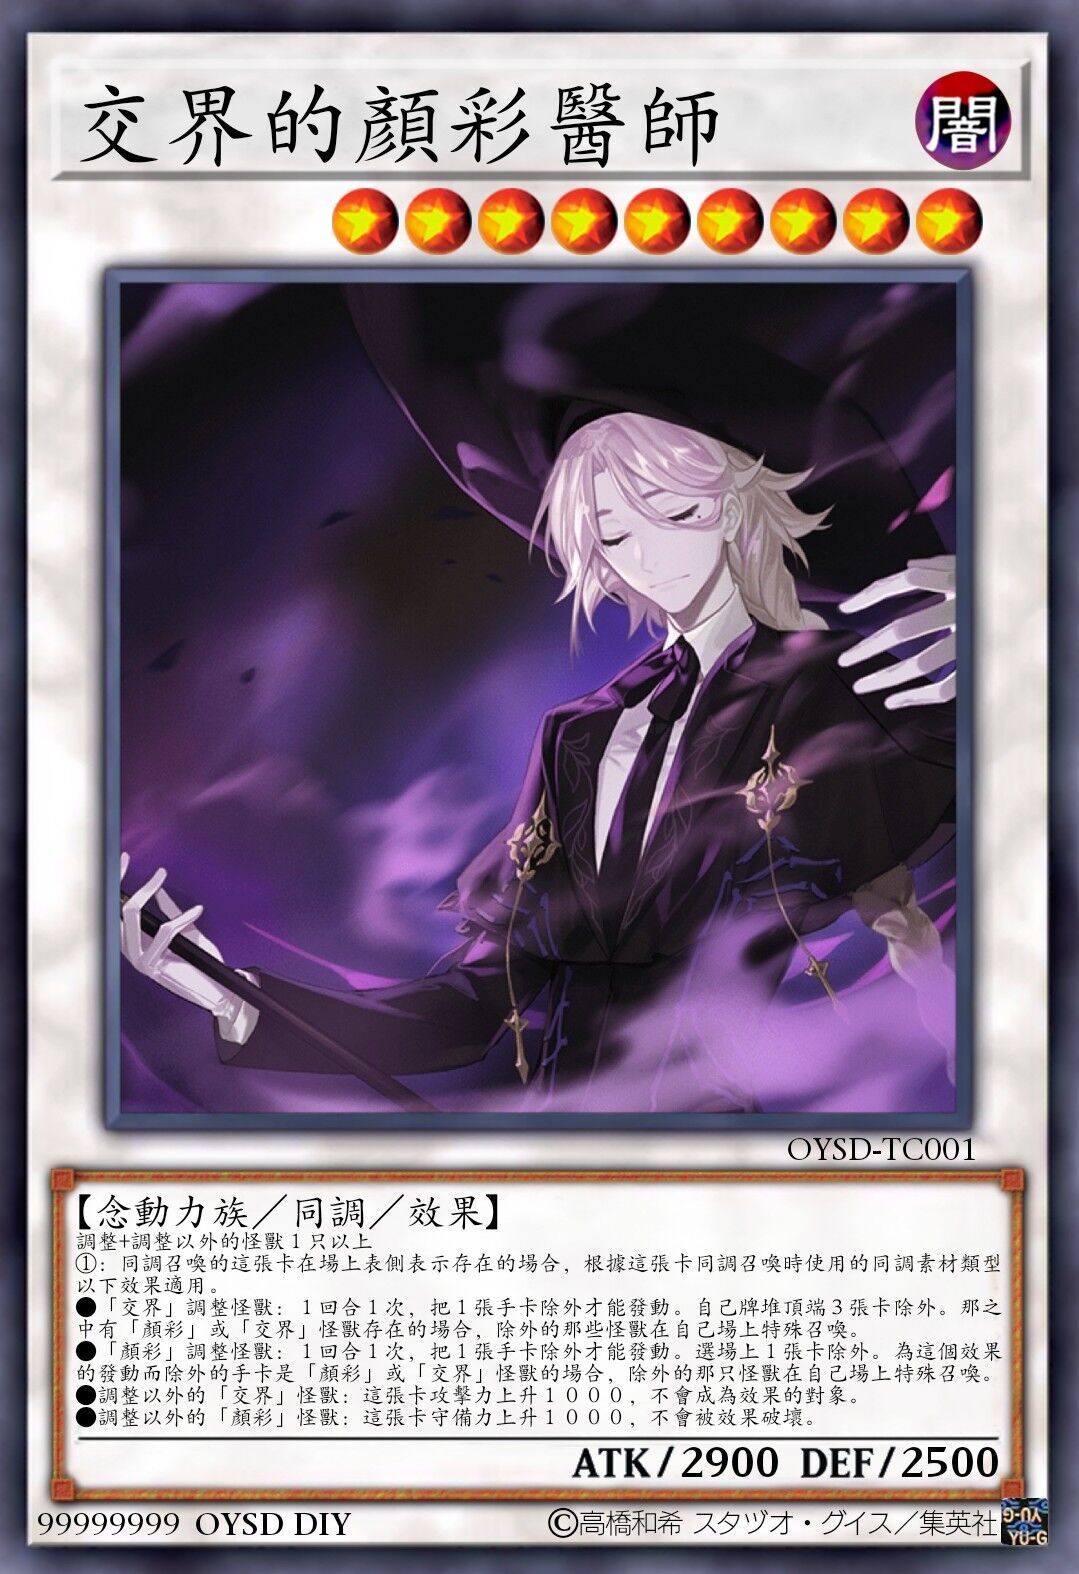 交界的顏彩醫師
闇
OYSD-TC001
【念動力族／同調／效果】
調整+調整以外的怪獸１只以上
①：同調召喚的這張卡在場上表側表示存在的場合，根據這張卡同調召喚時使用的同調素材類型
以下效果適用。
●「交界」調整怪獸：１回合１次，把１張手卡除外才能發動。自己牌堆頂端３張卡除外。那之
中有「顏彩」或「交界」怪獸存在的場合，除外的那些怪獸在自己場上特殊召喚。
●「顏彩」調整怪獸：１回合１次，把１張手卡除外才能發動。選場上１張卡除外。為這個效果
的發動而除外的手卡是「顏彩」或「交界」怪獸的場合，除外的那只怪獸在自己場上特殊召喚。
●調整以外的「交界」怪獸：這張卡攻擊力上升１０００，不會成為效果的對象。
●調整以外的「顏彩」怪獸：這張卡守備力上升１０００，不會被效果破壞。
ATK/2900 DEF/2500
99999999 OYSD DIY
©高橋和希 スタヅオ・グイス／集英社